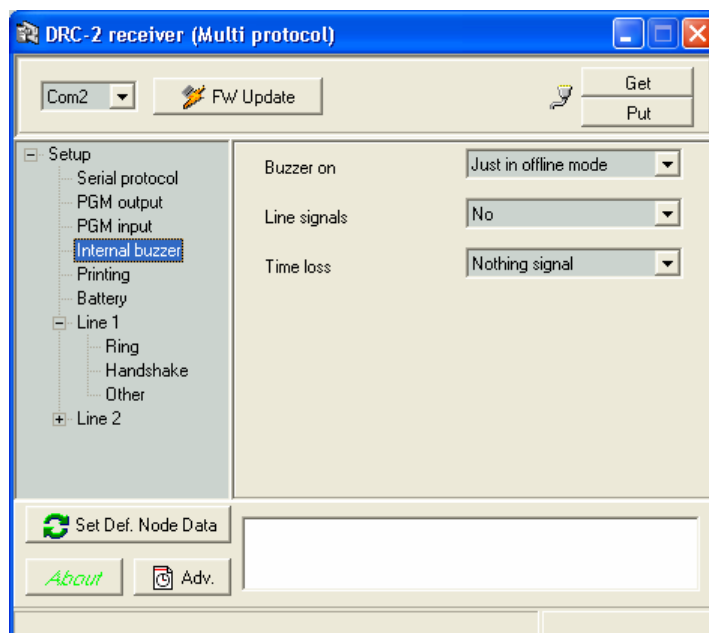 DRC-2 receiver (Multi protocol)
Com2
FW Update
Get
Put
Setup
Serial protocol
PGM output
PGM input
Internal buzzer
Printing
Battery
Line 1
Ring
Handshake
Other
Line 2
Buzzer on
Just in offline mode
Line signals
No
Time loss
Nothing signal
Set Def. Node Data
About
Adv.